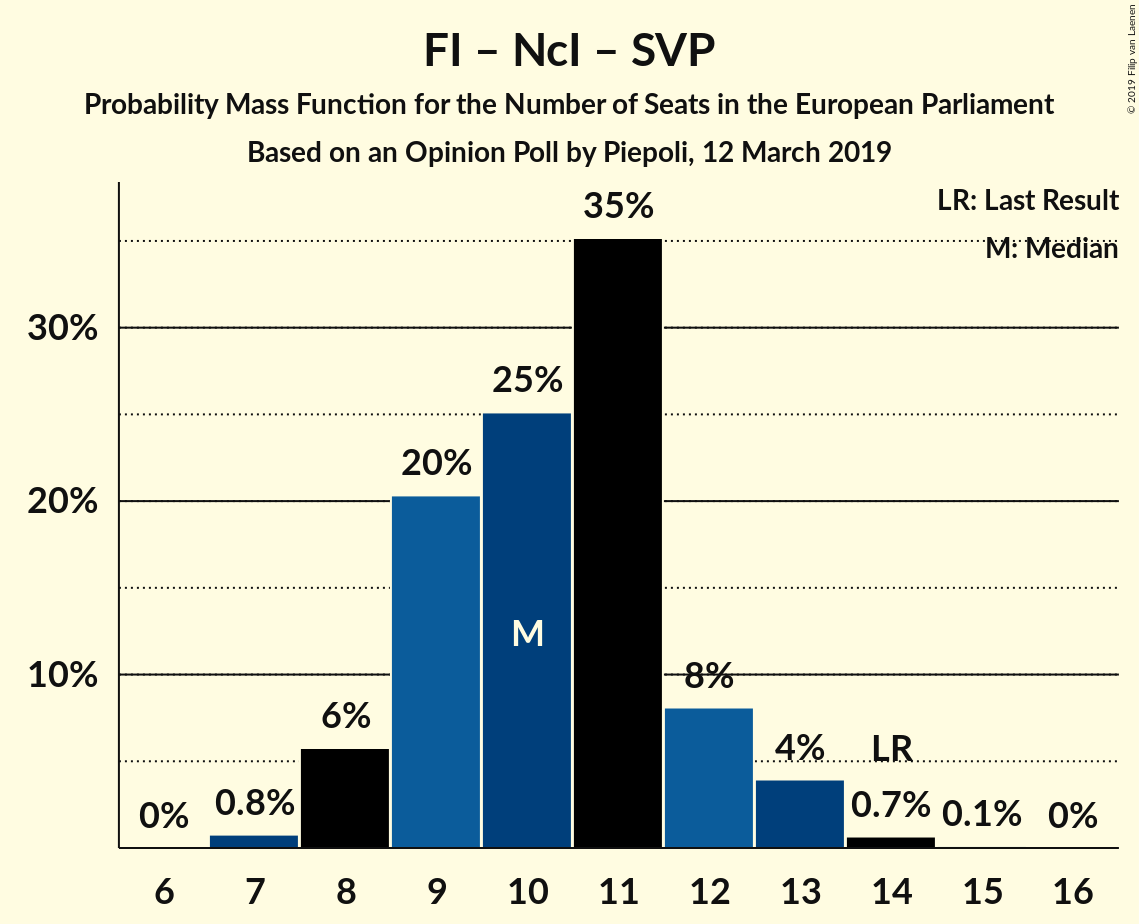 FI – NcI – SVP
Probability Mass Function for the Number of Seats in the European Parliament
Based on an Opinion Poll by Piepoli, 12 March 2019
© 2019 Filip van Laenen
LR: Last Result
M: Median
35%
30%
25%
20%
20%
M
10%
8%
6%
4%
LR
0%
0.8%
0.7%
0.1%
0%
6 7 8 9 10 11 12 13 14 15 16